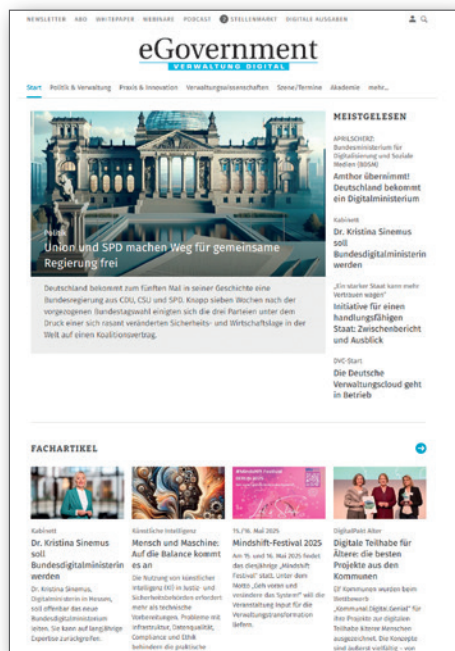 NEWSLETTER ABO WHITEPAPER WEBINARE PODCAST 2 STELLENMARKT DIGITALE AUSGABEN
eGovernment
VERWALTUNG DIGITAL
Start Politik & Verwaltung Praxis & Innovation Verwaltungswissenschaften Szene/Termine Akademie mehr...
Politik
Union und SPD machen Weg für gemeinsame
Regierung frei
Deutschland bekommt zum fünften Mal in seiner Geschichte eine
Bundesregierung aus CDU, CSU und SPD. Knapp sieben Wochen nach der
vorgezogenen Bundestagswahl einigten sich die drei Parteien unter dem
Druck einer sich rasant veränderten Sicherheits- und Wirtschaftslage in der
Welt auf einen Koalitionsvertrag.
MEISTGELESEN
APRILSCHERZ:
Bundesministerium für
Digitalisierung und Soziale
Medien (BDSM)
Amthor übernimmt!
Deutschland bekommt
ein Digitalministerium
Kabinett
Dr. Kristina Sinemus
soll
Bundesdigitalministerin
werden
„Ein starker Staat kann mehr
Vertrauen wagen“
Initiative für einen
handlungsfähigen
Staat: Zwischenbericht
und Ausblick
DVC-Start
Die Deutsche
Verwaltungscloud geht
in Betrieb
FACHARTIKEL
Kabinett
Dr. Kristina Sinemus
soll
Bundesdigitalministerin
werden
Dr. Kristina Sinemus,
Digitalministerin in Hessen,
soll offenbar das neue
Bundesdigitalministerium
leiten. Sie kann auf langjährige
Expertise zurückgreifen.
Künstliche Intelligenz
Mensch und Maschine:
Auf die Balance kommt
es an
Die Nutzung von künstlicher
Intelligenz (KI) in Justiz- und
Sicherheitsbehörden erfordert
mehr als technische
Vorbereitungen. Probleme mit
Infrastruktur, Datenqualität,
Compliance und Ethik
behindern die praktische
Mindshift Festival
15./16. Mai 2025
Mindshift-Festival 2025
Am 15. und 16. Mai 2025 findet
das diesjährige „Mindshift
Festival“ statt. Unter dem
Motto „Geh voran und
verändere das System!“ will die
Veranstaltung Input für die
Verwaltungstransformation
liefern.
DigitalPakt Alter
Digitale Teilhabe für
Ältere: die besten
Projekte aus den
Kommunen
Elf Kommunen wurden beim
Wettbewerb
„Kommunal.Digital.Genial“ für
ihre Projekte zur digitalen
Teilhabe älterer Menschen
ausgezeichnet. Die Konzepte
sind äußerst vielfältig – von